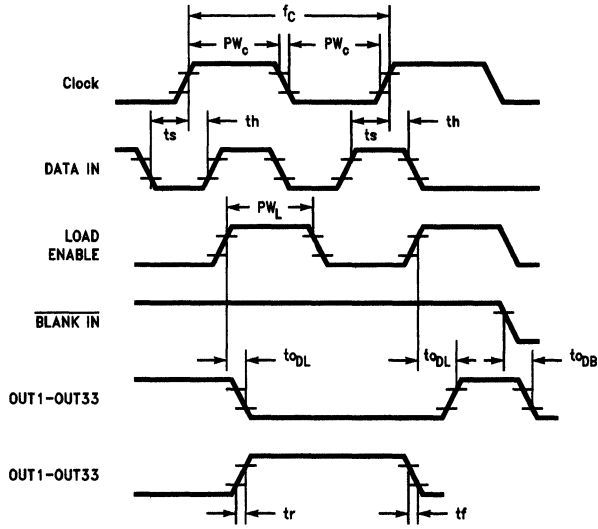 fC
PWc PWc
Clock
ts th ts th
DATA IN
PWL
LOAD
ENABLE
BLANK IN
toDL toDL toDB
OUT1-OUT33
OUT1-OUT33
tr tf